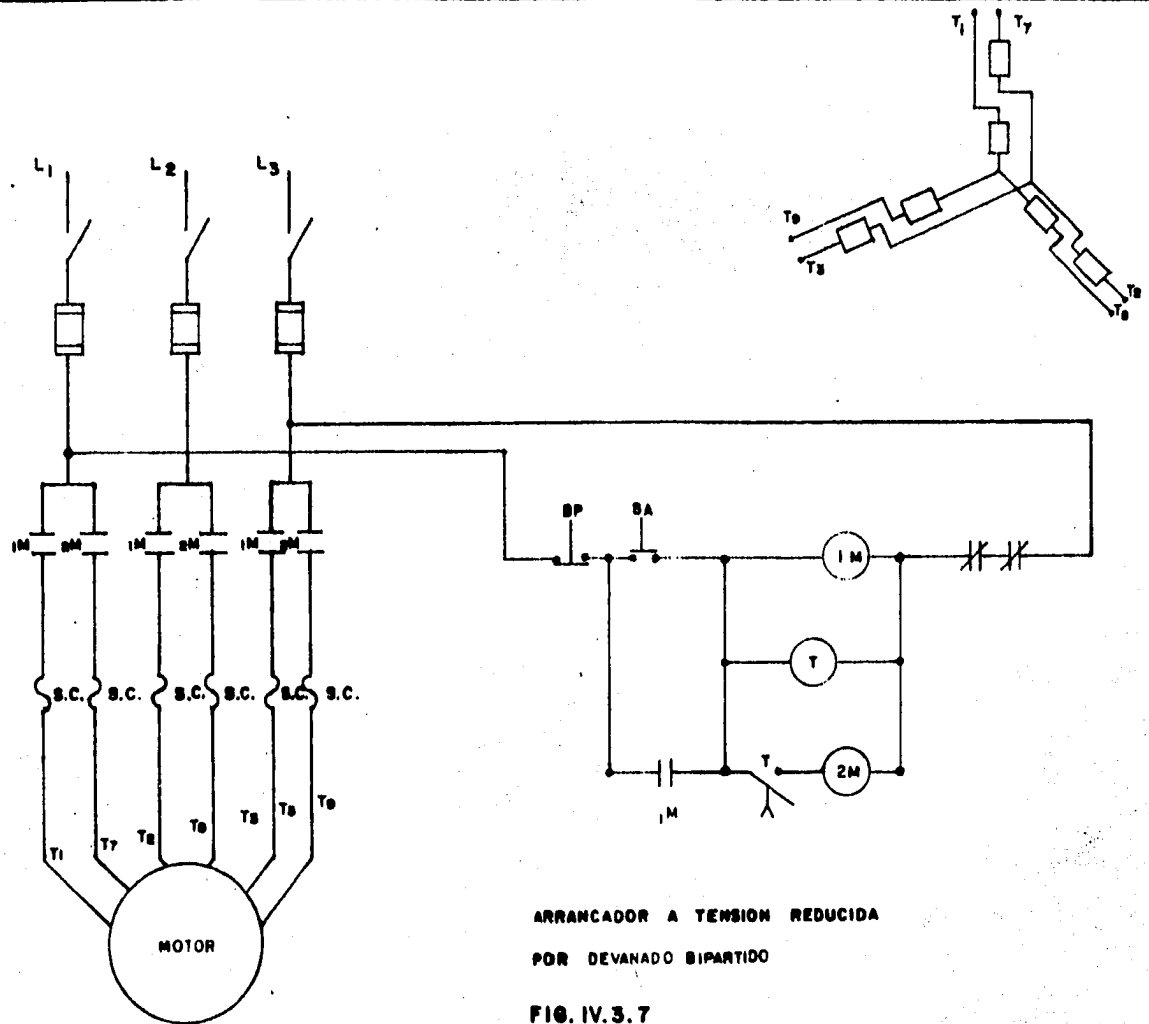 T1 T7
T9
T3
T2
T8
L1 L2 L3
BP BA
1M 2M 1M 2M 1M 2M
1M
T
S.C. S.C. S.C. S.C. S.C. S.C.
T
2M
1M
T1 T7 T2 T8 T3 T9
MOTOR
ARRANCADOR A TENSION REDUCIDA
POR DEVANADO BIPARTIDO
FIG. IV.3.7